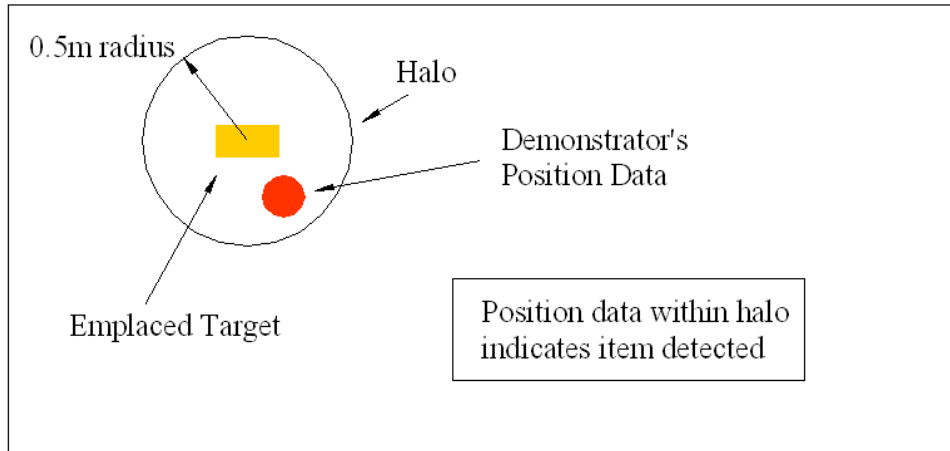 0.5m radius
Halo
Demonstrator's
Position Data
Emplaced Target
Position data within halo
indicates item detected